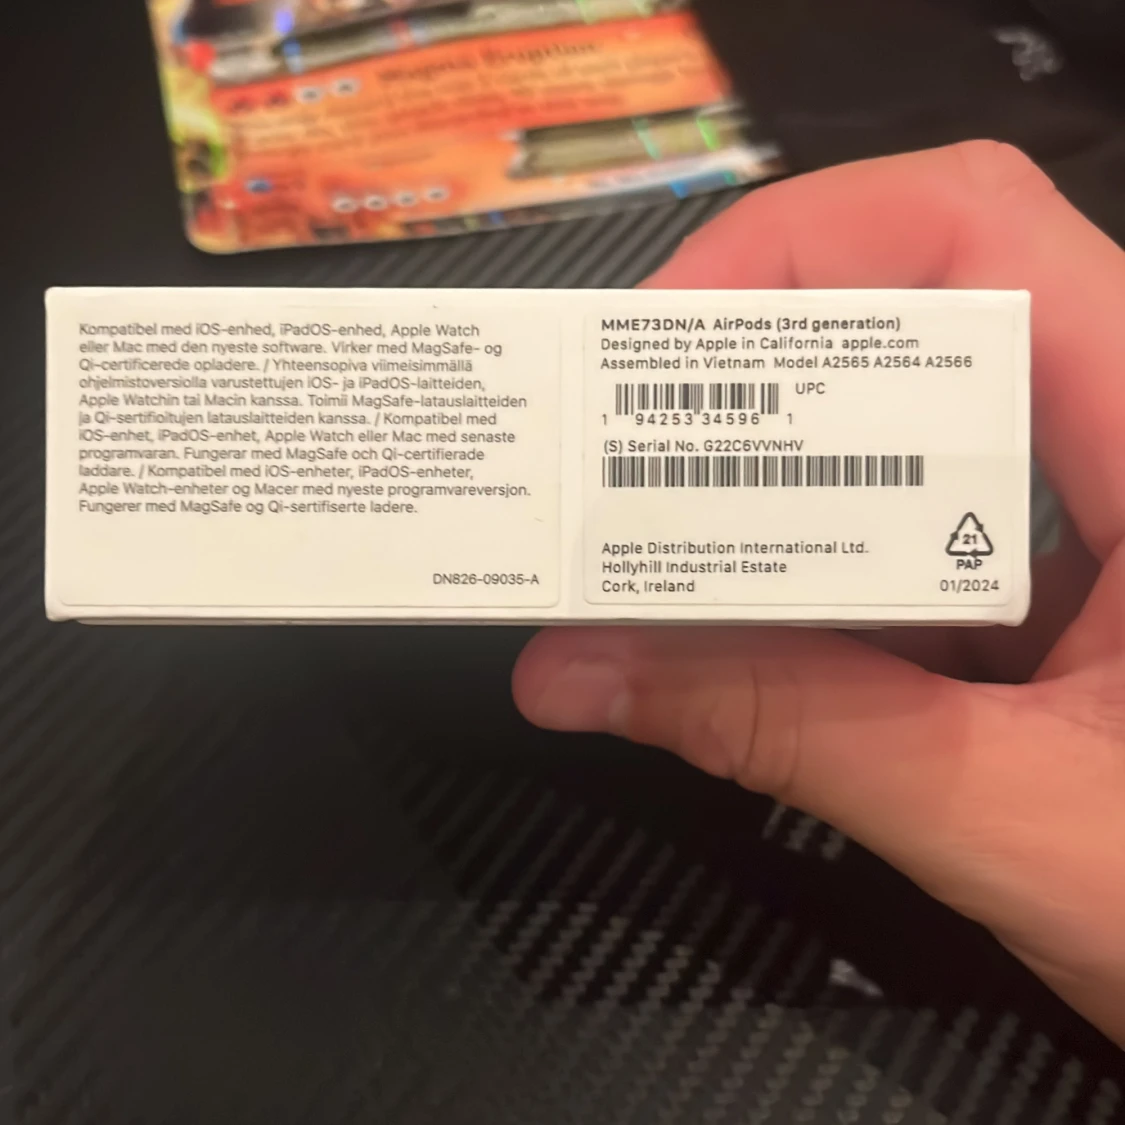 Kompatibel med iOS-enhed, iPadOS-enhed, Apple Watch
eller Mac med den nyeste software. Virker med MagSafe- og
Qi-certificerede opladere. / Yhteensopiva viimeisimmällä
ohjelmistoversiolla varustettujen iOS- ja iPadOS-laitteiden,
Apple Watchin tai Macin kanssa. Toimii MagSafe-latauslaitteiden
ja Qi-sertifioitujen latauslaitteiden kanssa. / Kompatibel med
iOS-enhet, iPadOS-enhet, Apple Watch eller Mac med senaste
programvaran. Fungerar med MagSafe och Qi-certifierade
laddare. / Kompatibel med iOS-enheter, iPadOS-enheter,
Apple Watch-enheter og Macer med nyeste programvareversjon.
Fungerer med MagSafe og Qi-sertifiserte ladere.
DN826-09035-A
MME73DN/A AirPods (3rd generation)
Designed by Apple in California apple.com
Assembled in Vietnam Model A2565 A2564 A2566
UPC
1 94253 34596 1
(S) Serial No. G22C6VVNHV
Apple Distribution International Ltd.
Hollyhill Industrial Estate
Cork, Ireland
21
PAP
01/2024